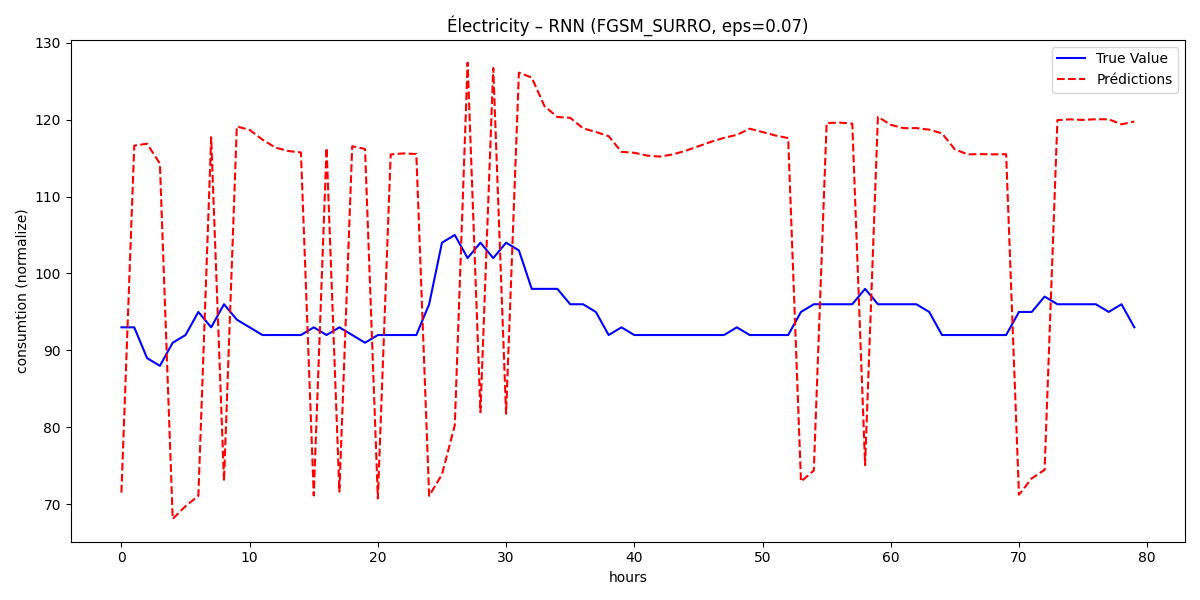 Électricity – RNN (FGSM_SURRO, eps=0.07)
True Value
Prédictions
consumtion (normalize)
130
120
110
100
90
80
70
0 10 20 30 40 50 60 70 80
hours